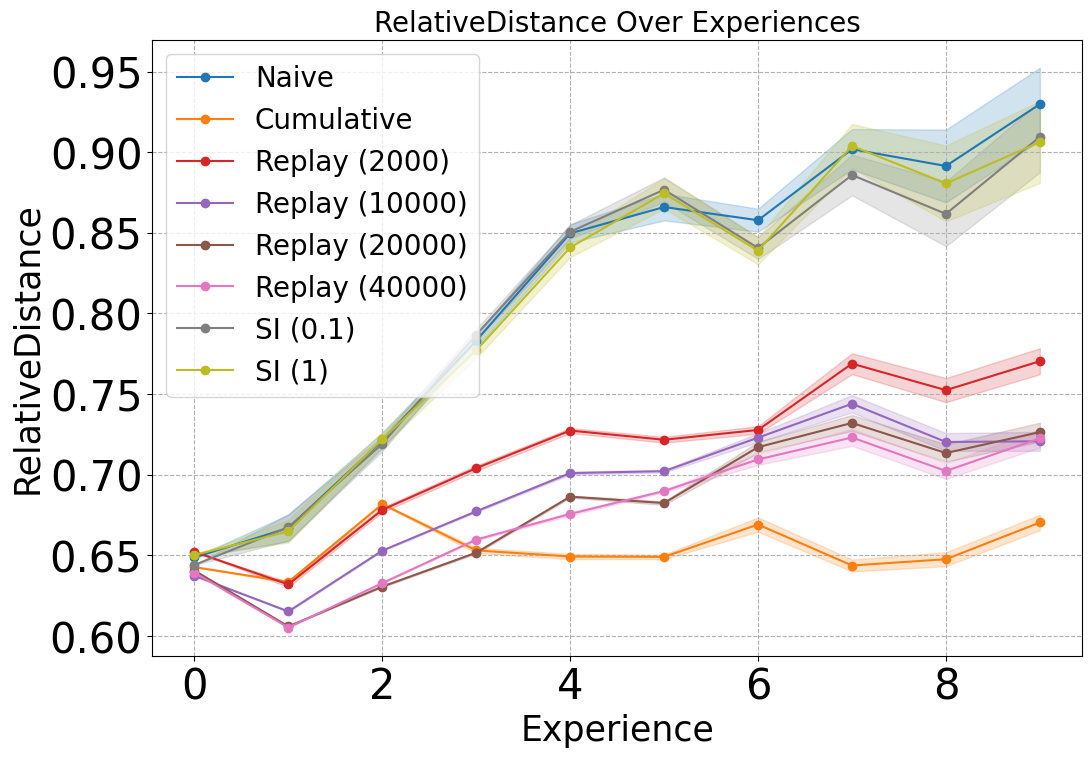 RelativeDistance Over Experiences
RelativeDistance
0.95
0.90
0.85
0.80
0.75
0.70
0.65
0.60
Naive
Cumulative
Replay (2000)
Replay (10000)
Replay (20000)
Replay (40000)
SI (0.1)
SI (1)
0 2 4 6 8
Experience